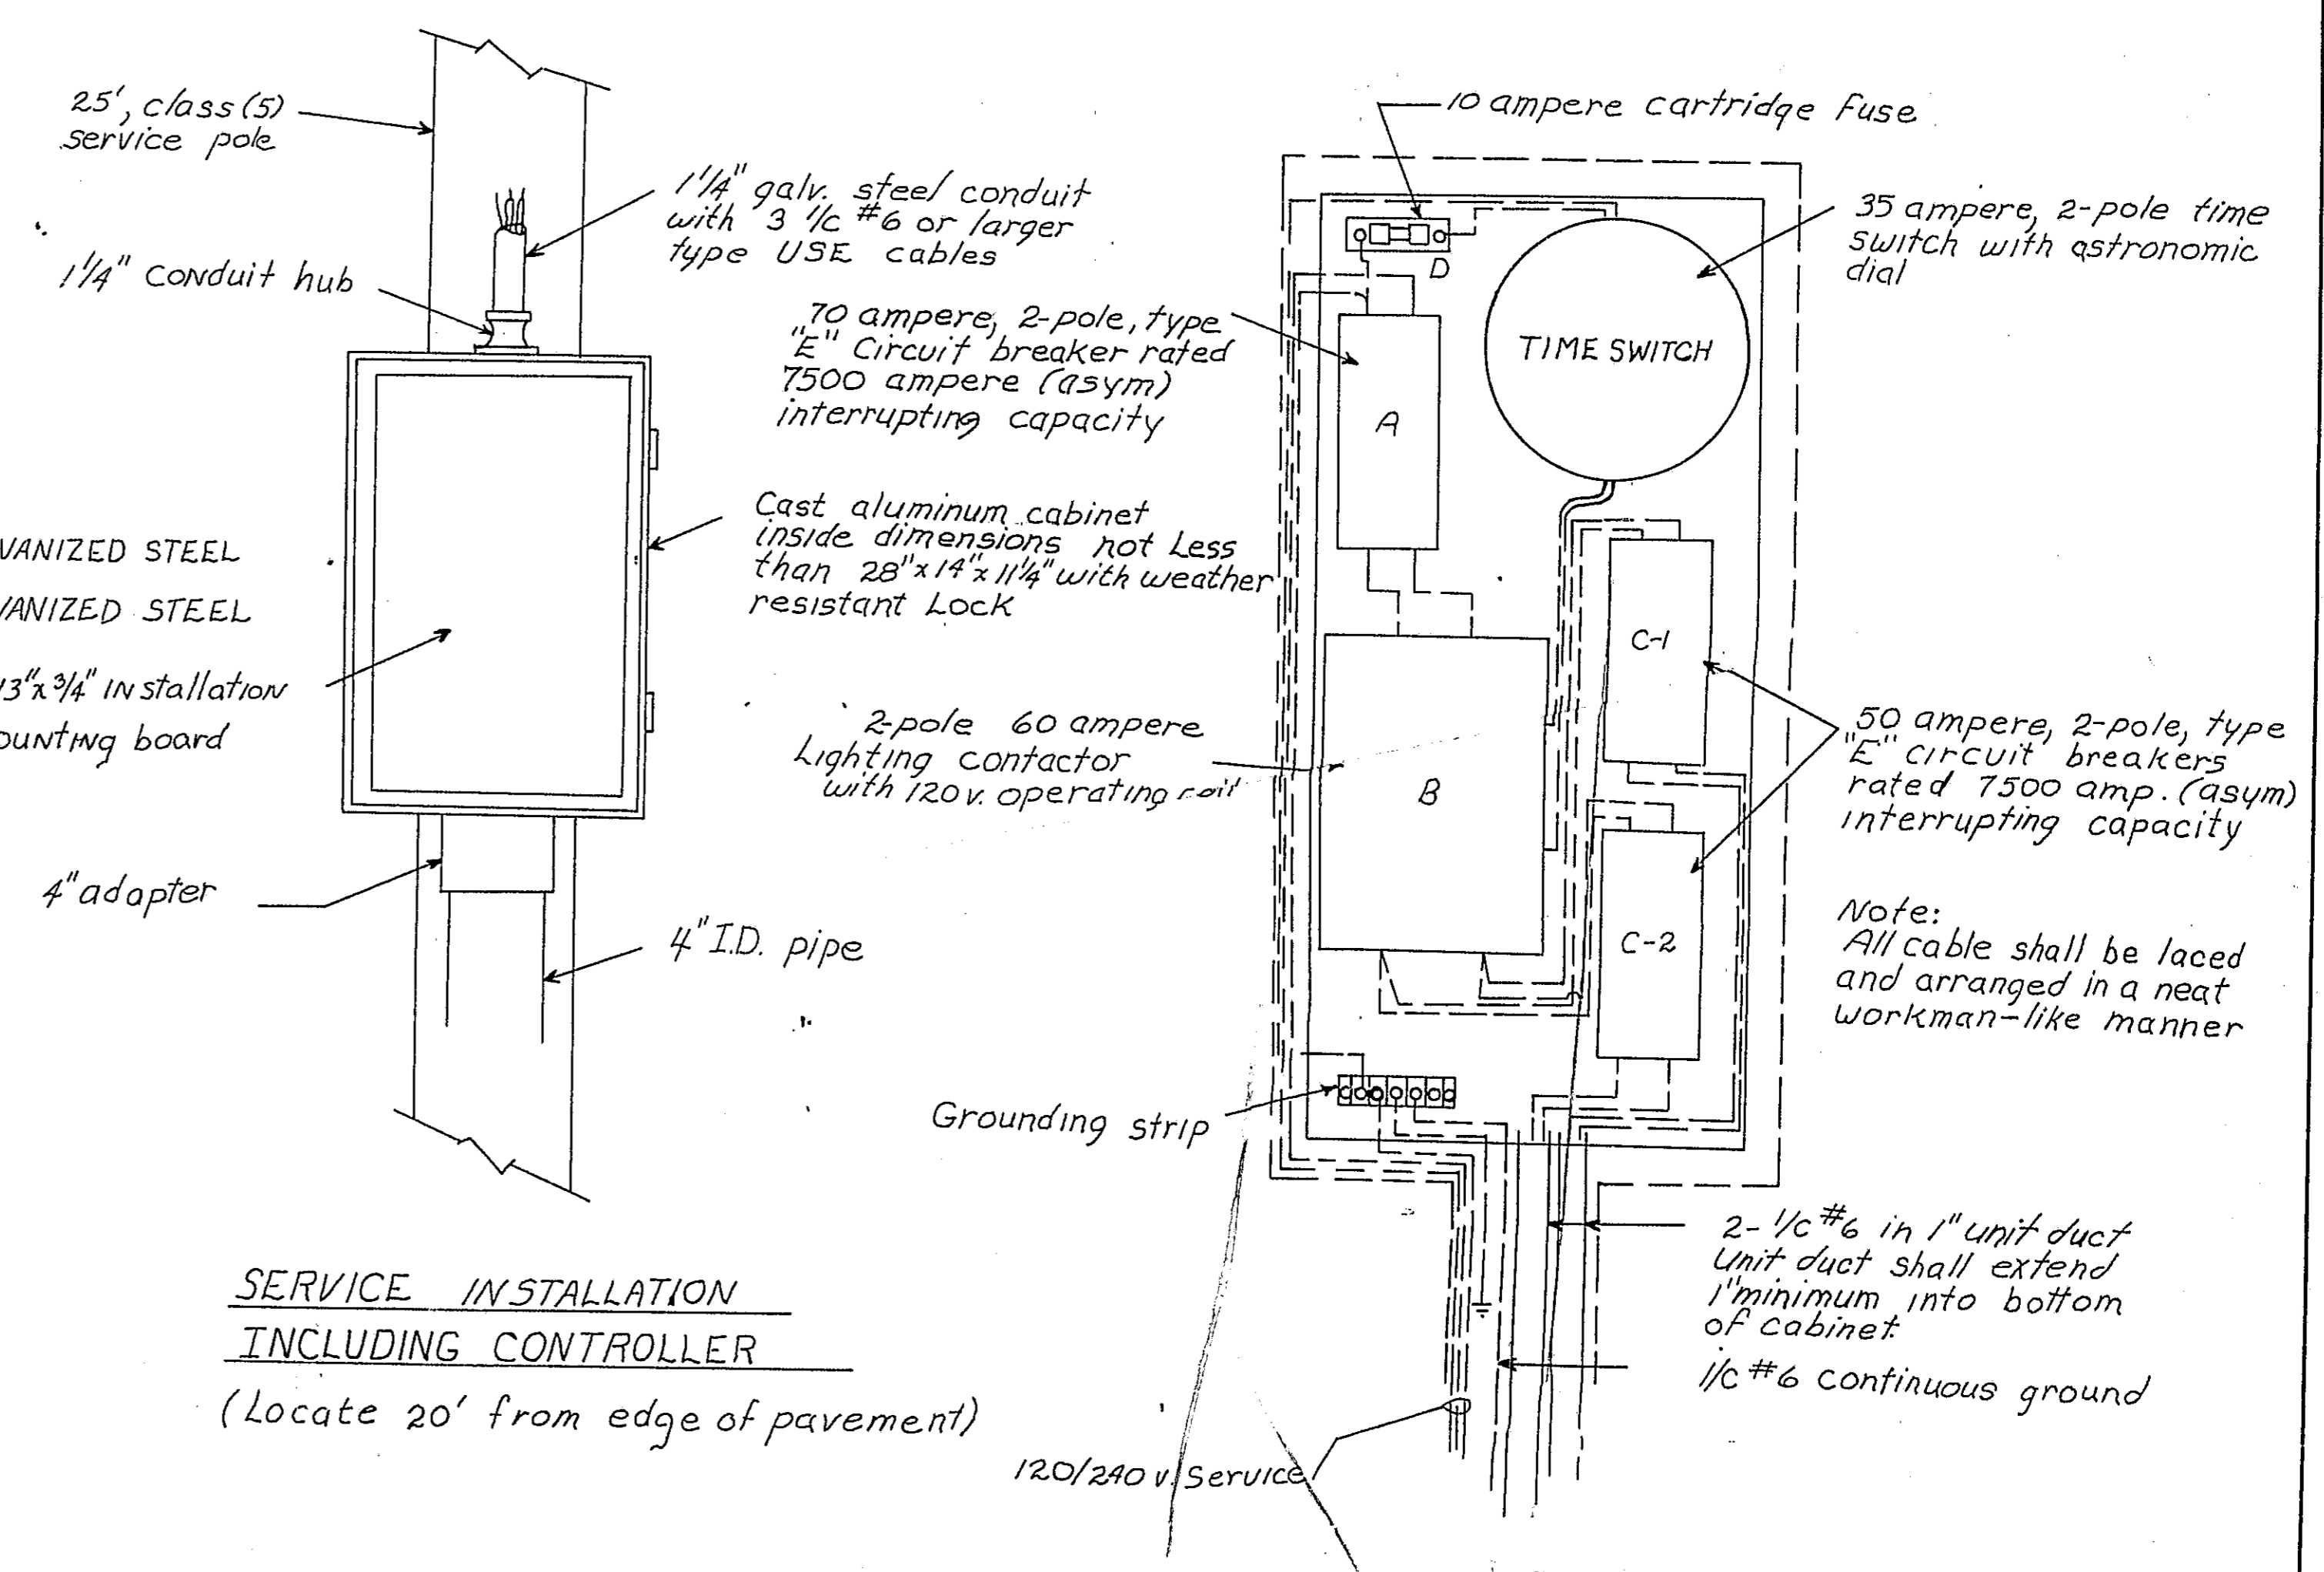 25', class (5)
service pole
1 1/4" galv. steel conduit
with 3 1/c #6 or larger
type USE cables
1 1/4" conduit hub
Cast aluminum cabinet
inside dimensions not Less
than 28"x14"x11 1/4" with weather
resistant Lock
VANIZED STEEL
VANIZED STEEL
13"x 3/4" INstallation
ounting board
4" adapter
4" I.D. pipe
SERVICE INSTALLATION
INCLUDING CONTROLLER
(Locate 20' from edge of pavement)
10 ampere cartridge fuse
D
35 ampere, 2-pole time
switch with astronomic
dial
TIME SWITCH
70 ampere, 2-pole, type
"E" Circuit breaker rated
7500 ampere (asym)
interrupting capacity
A
C-1
2-pole 60 ampere
Lighting contactor
with 120 v. operating coil
B
50 ampere, 2-pole, type
"E" circuit breakers
rated 7500 amp. (asym)
interrupting capacity
C-2
Note:
All cable shall be laced
and arranged in a neat
workman-like manner
Grounding strip
2- 1/c #6 in 1" unit duct
Unit duct shall extend
1" minimum into bottom
of cabinet.
1/c #6 continuous ground
120/240 v. Service